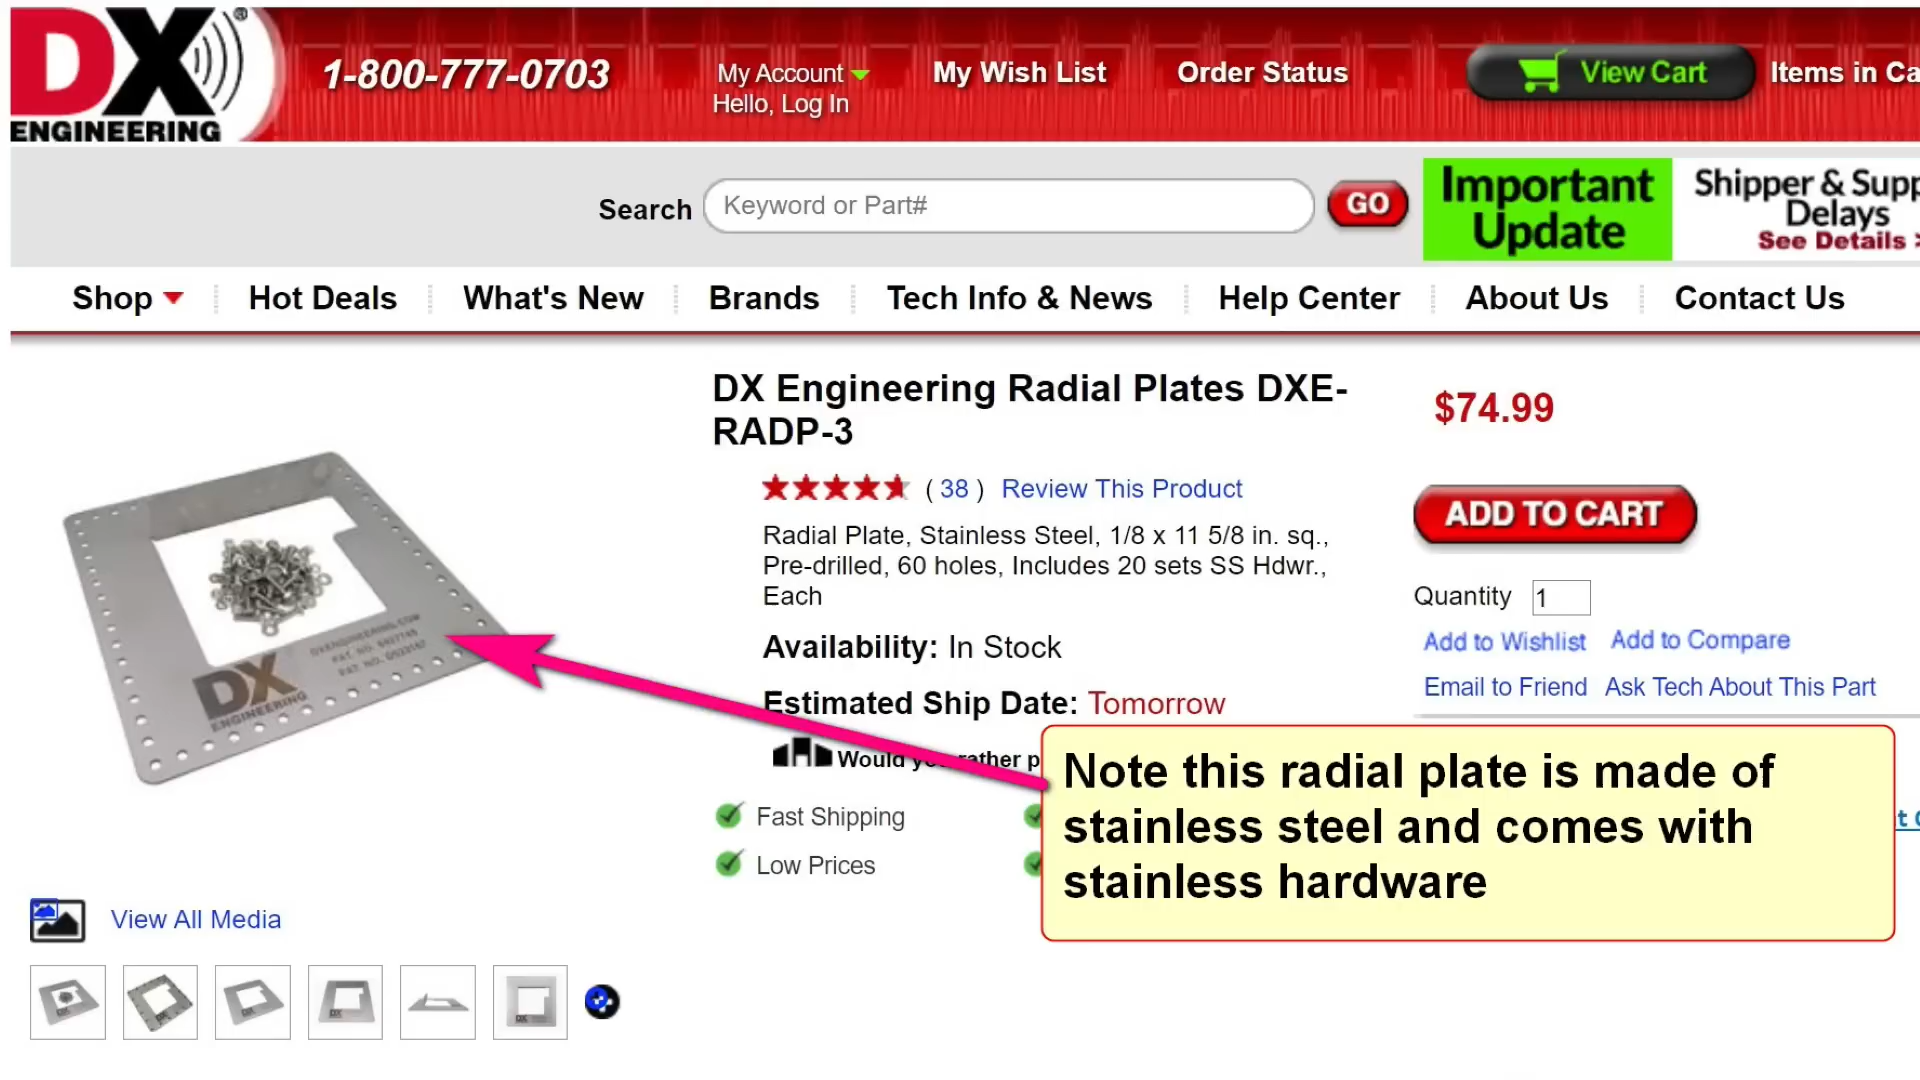 DX
ENGINEERING
®
1-800-777-0703
My Account
Hello, Log In
My Wish List
Order Status
View Cart
Items in Ca
Search
Keyword or Part#
GO
Important
Update
Shipper & Supp
Delays
See Details >
Shop
Hot Deals
What's New
Brands
Tech Info & News
Help Center
About Us
Contact Us
DX Engineering Radial Plates DXE-
RADP-3
( 38 ) Review This Product
Radial Plate, Stainless Steel, 1/8 x 11 5/8 in. sq.,
Pre-drilled, 60 holes, Includes 20 sets SS Hdwr.,
Each
Availability: In Stock
Estimated Ship Date: Tomorrow
Would you rather p
Fast Shipping
Low Prices
$74.99
ADD TO CART
Quantity 1
Add to Wishlist Add to Compare
Email to Friend Ask Tech About This Part
Note this radial plate is made of
stainless steel and comes with
stainless hardware
DXENGINEERING.COM
DX
ENGINEERING
View All Media